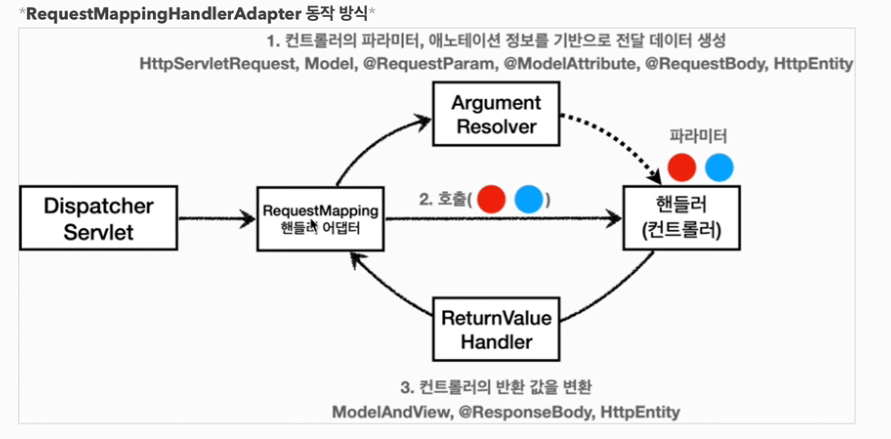 *RequestMappingHandlerAdapter 동작 방식*
1. 컨트롤러의 파라미터, 애노테이션 정보를 기반으로 전달 데이터 생성
HttpServletRequest, Model, @RequestParam, @ModelAttribute, @RequestBody, HttpEntity
Argument
Resolver
파라미터
Dispatcher
Servlet
RequestMapping
핸들러 어댑터
2. 호출( )
핸들러
(컨트롤러)
ReturnValue
Handler
3. 컨트롤러의 반환 값을 변환
ModelAndView, @ResponseBody, HttpEntity